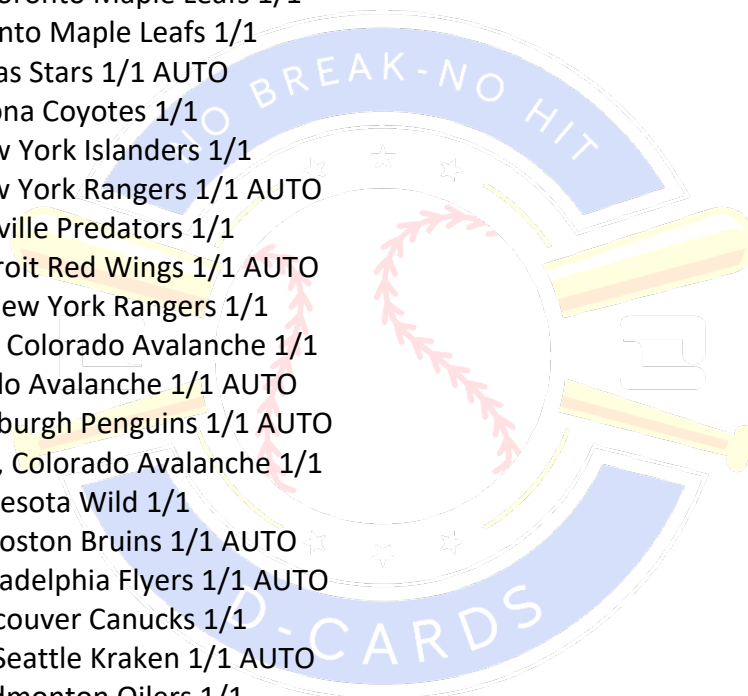 Toronto Maple Leafs 1/1
nto Maple Leafs 1/1
as Stars 1/1 AUTO
ona Coyotes 1/1
w York Islanders 1/1
w York Rangers 1/1 AUTO
ville Predators 1/1
roit Red Wings 1/1 AUTO
ew York Rangers 1/1
Colorado Avalanche 1/1
do Avalanche 1/1 AUTO
burgh Penguins 1/1 AUTO
, Colorado Avalanche 1/1
esota Wild 1/1
oston Bruins 1/1 AUTO
adelphia Flyers 1/1 AUTO
couver Canucks 1/1
Seattle Kraken 1/1 AUTO
dmonton Oilers 1/1
NO BREAK-NO HIT
D-CARDS